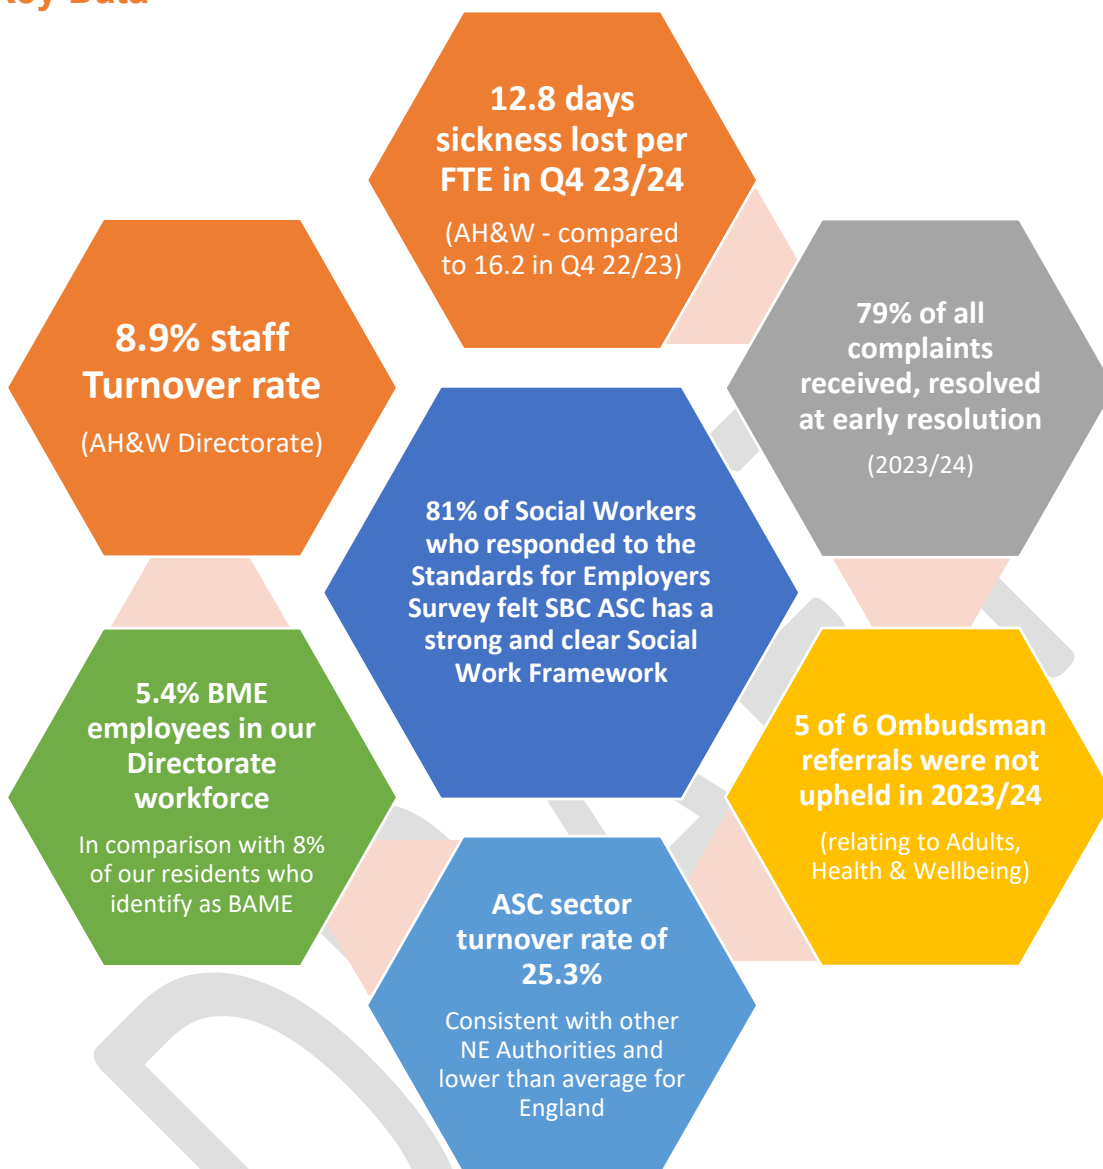 Key Data
12.8 days
sickness lost per
FTE in Q4 23/24
(AH&W - compared
to 16.2 in Q4 22/23)
8.9% staff
Turnover rate
(AH&W Directorate)
79% of all
complaints
received, resolved
at early resolution
(2023/24)
81% of Social Workers
who responded to the
Standards for Employers
Survey felt SBC ASC has a
strong and clear Social
Work Framework
5.4% BME
employees in our
Directorate
workforce
In comparison with 8%
of our residents who
identify as BAME
5 of 6 Ombudsman
referrals were not
upheld in 2023/24
(relating to Adults,
Health & Wellbeing)
ASC sector
turnover rate of
25.3%
Consistent with other
NE Authorities and
lower than average for
England